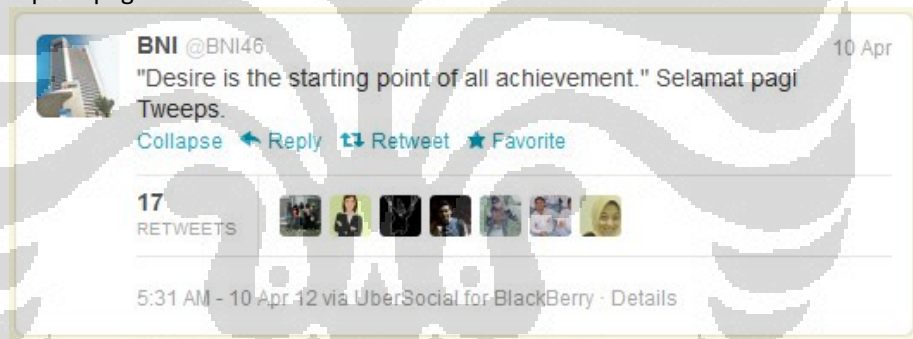 BNI @BNI46 10 Apr
"Desire is the starting point of all achievement." Selamat pagi
Tweeps.
Collapse Reply Retweet Favorite
17
RETWEETS
5:31 AM - 10 Apr 12 via UberSocial for BlackBerry · Details